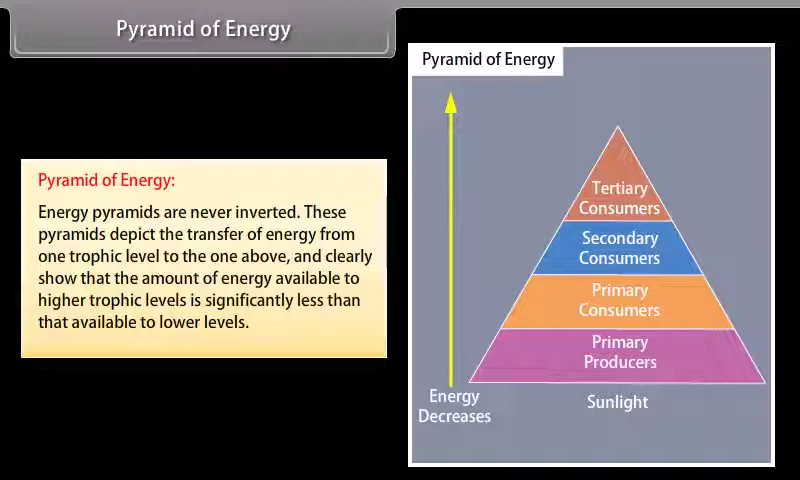 Pyramid of Energy
Pyramid of Energy:
Energy pyramids are never inverted. These
pyramids depict the transfer of energy from
one trophic level to the one above, and clearly
show that the amount of energy available to
higher trophic levels is significantly less than
that available to lower levels.
Pyramid of Energy
Tertiary
Consumers
Secondary
Consumers
Primary
Consumers
Primary
Producers
Energy
Decreases
Sunlight